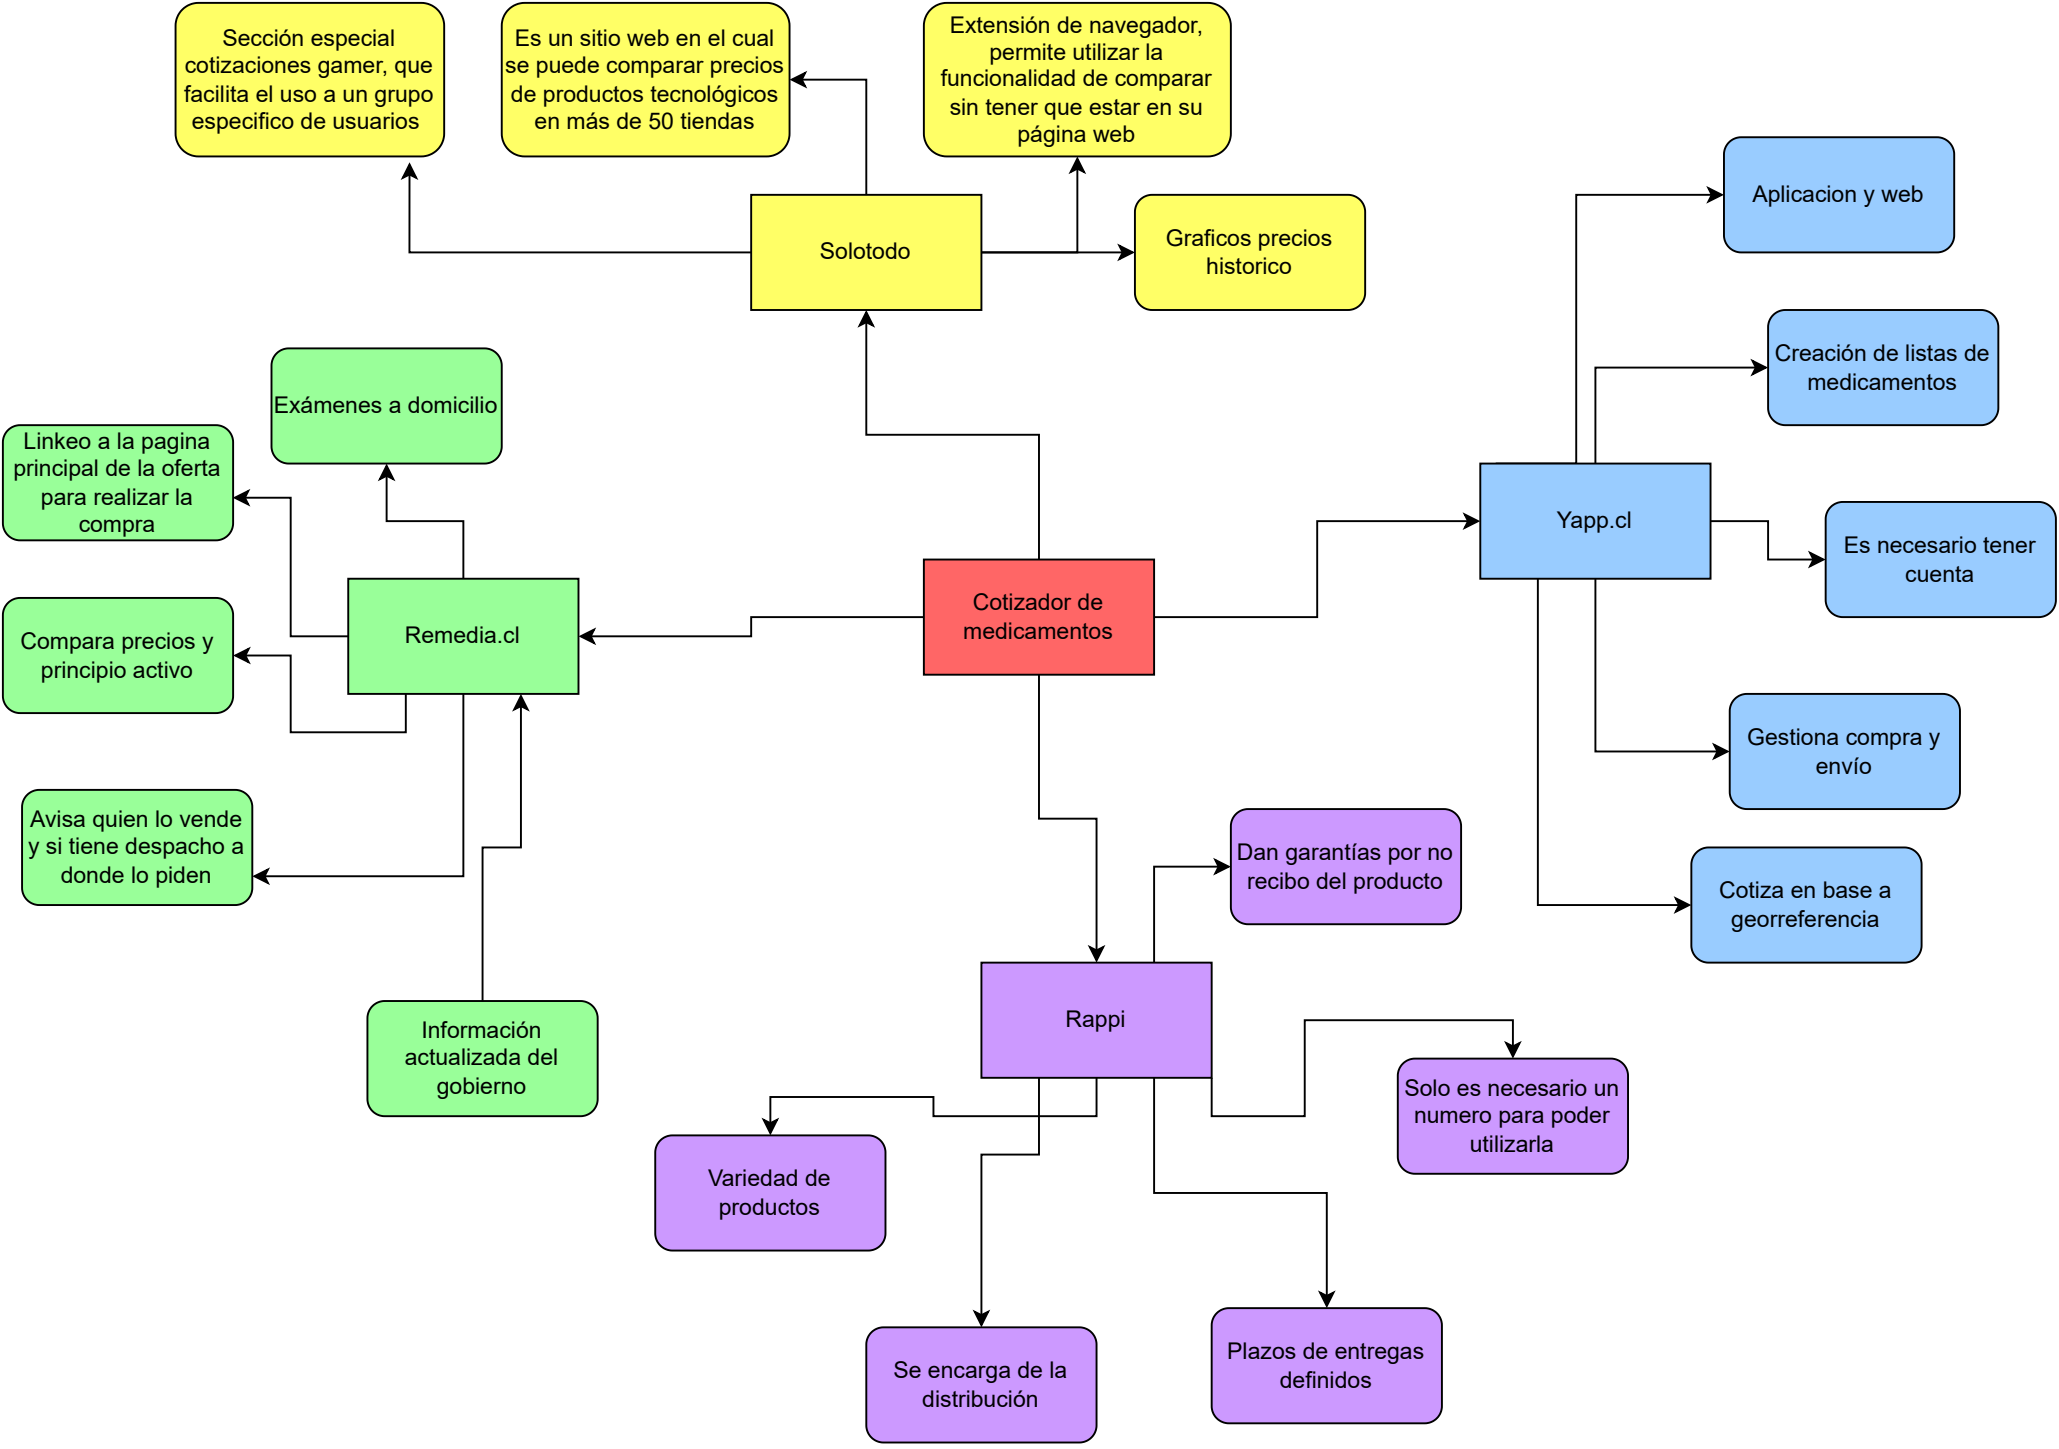 Sección especial
cotizaciones gamer, que
facilita el uso a un grupo
especifico de usuarios
Es un sitio web en el cual
se puede comparar precios
de productos tecnológicos
en más de 50 tiendas
Extensión de navegador,
permite utilizar la
funcionalidad de comparar
sin tener que estar en su
página web
Solotodo
Graficos precios
historico
Aplicacion y web
Creación de listas de
medicamentos
Yapp.cl
Es necesario tener
cuenta
Gestiona compra y
envío
Cotiza en base a
georreferencia
Exámenes a domicilio
Linkeo a la pagina
principal de la oferta
para realizar la
compra
Remedia.cl
Compara precios y
principio activo
Avisa quien lo vende
y si tiene despacho a
donde lo piden
Información
actualizada del
gobierno
Cotizador de
medicamentos
Dan garantías por no
recibo del producto
Rappi
Solo es necesario un
numero para poder
utilizarla
Variedad de
productos
Se encarga de la
distribución
Plazos de entregas
definidos